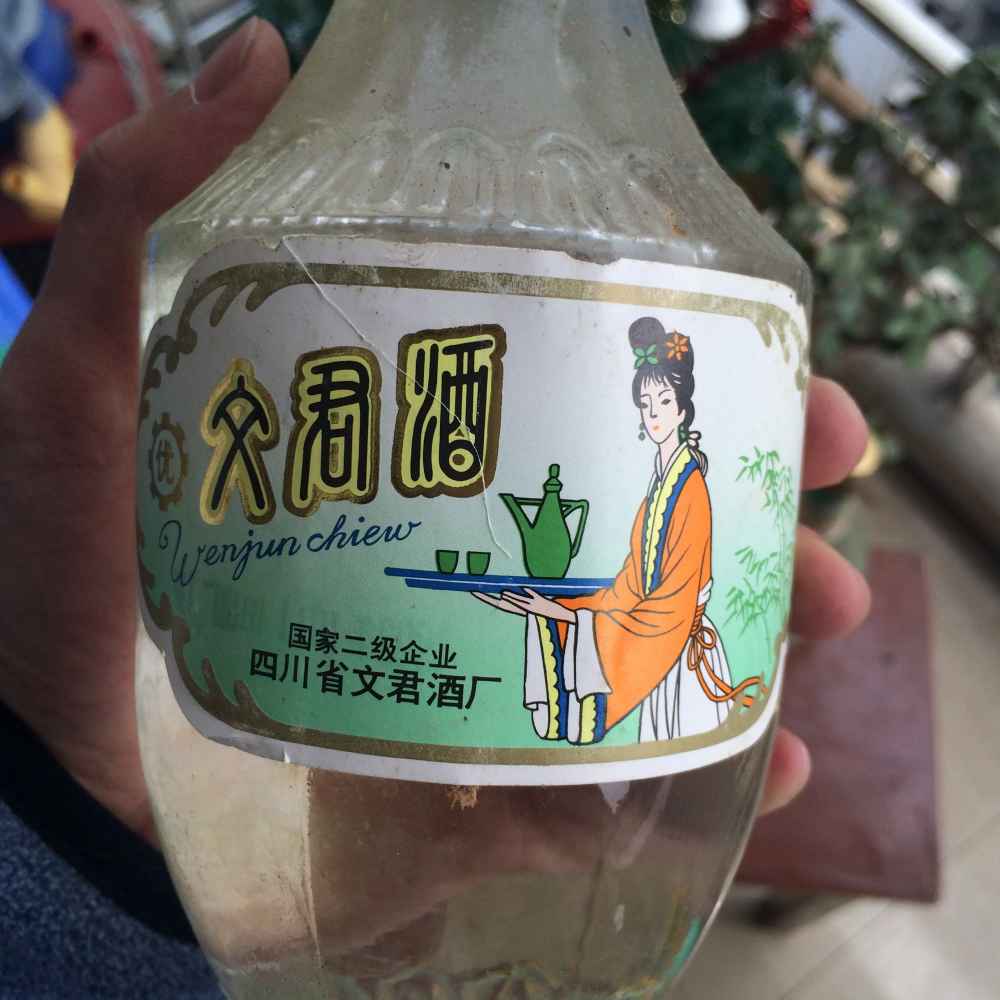 文君酒
优
Wenjun chiew
国家二级企业
四川省文君酒厂